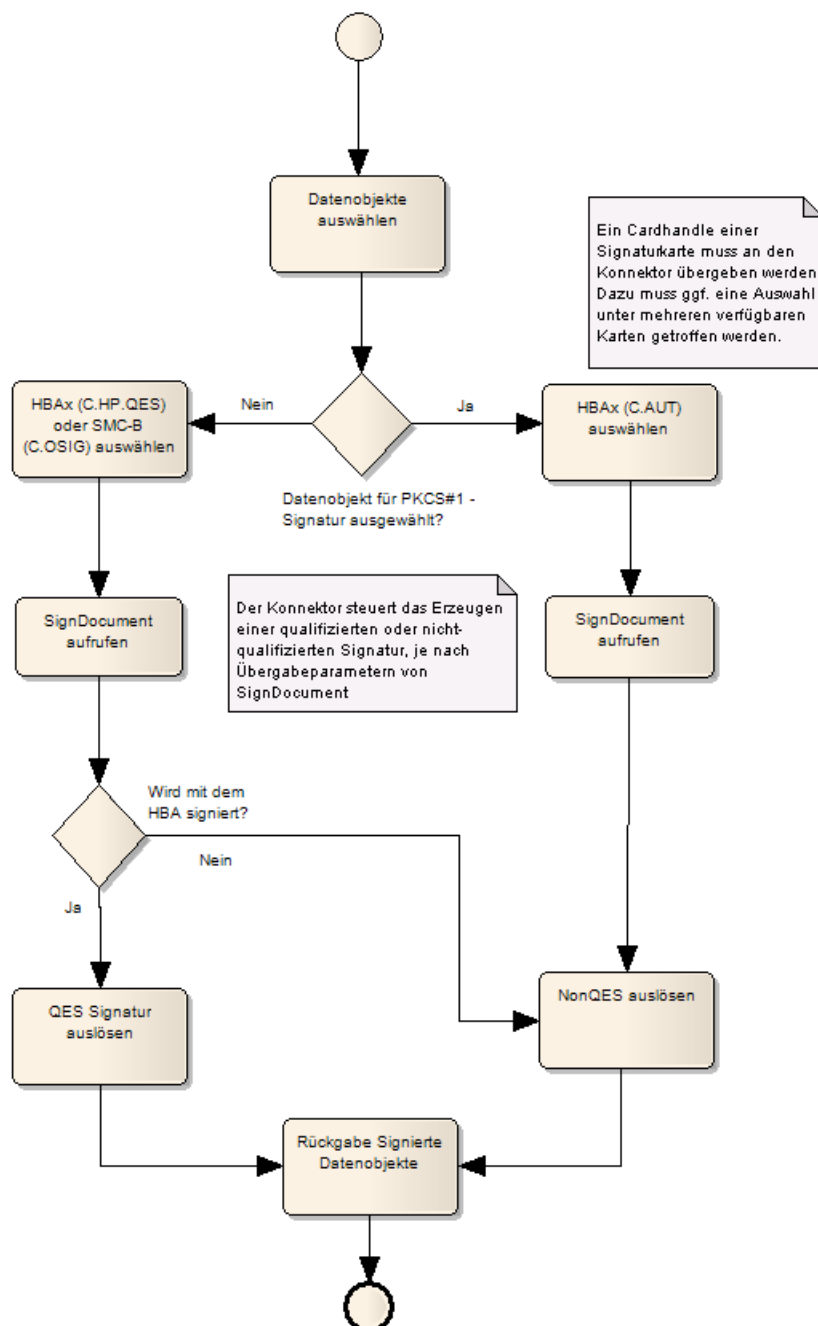 Datenobjekte
auswählen
Ein Cardhandle einer
Signaturkarte muss an den
Konnektor übergeben werden
Dazu muss ggf. eine Auswahl
unter mehreren verfügbaren
Karten getroffen werden.
HBAx (C.HP.QES)
oder SMC-B
(C.OSIG) auswählen
Nein
Ja
HBAx (C.AUT)
auswählen
Datenobjekt für PKCS#1 -
Signatur ausgewählt?
SignDocument
aufrufen
Der Konnektor steuert das Erzeugen
einer qualifizierten oder nicht-
qualifizierten Signatur, je nach
Übergabeparametern von
SignDocument
SignDocument
aufrufen
Wird mit dem
HBA signiert?
Nein
Ja
QES Signatur
auslösen
NonQES auslösen
Rückgabe Signierte
Datenobjekte